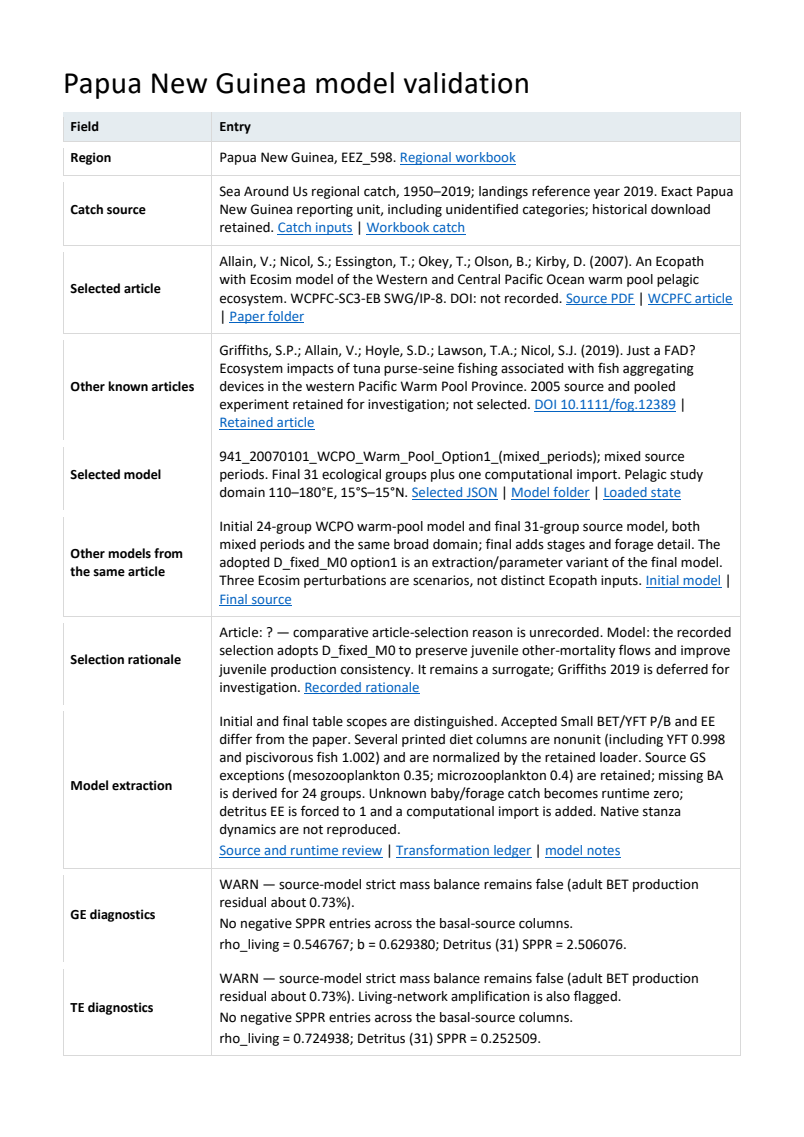 Papua New Guinea model validation
Field
Entry
Region
Papua New Guinea, EEZ_598. Regional workbook
Catch source
Sea Around Us regional catch, 1950–2019; landings reference year 2019. Exact Papua
New Guinea reporting unit, including unidentified categories; historical download
retained. Catch inputs | Workbook catch
Selected article
Allain, V.; Nicol, S.; Essington, T.; Okey, T.; Olson, B.; Kirby, D. (2007). An Ecopath
with Ecosim model of the Western and Central Pacific Ocean warm pool pelagic
ecosystem. WCPFC-SC3-EB SWG/IP-8. DOI: not recorded. Source PDF | WCPFC article
| Paper folder
Other known articles
Griffiths, S.P.; Allain, V.; Hoyle, S.D.; Lawson, T.A.; Nicol, S.J. (2019). Just a FAD?
Ecosystem impacts of tuna purse-seine fishing associated with fish aggregating
devices in the western Pacific Warm Pool Province. 2005 source and pooled
experiment retained for investigation; not selected. DOI 10.1111/fog.12389 |
Retained article
Selected model
941_20070101_WCPO_Warm_Pool_Option1_(mixed_periods); mixed source
periods. Final 31 ecological groups plus one computational import. Pelagic study
domain 110–180°E, 15°S–15°N. Selected JSON | Model folder | Loaded state
Other models from
the same article
Initial 24-group WCPO warm-pool model and final 31-group source model, both
mixed periods and the same broad domain; final adds stages and forage detail. The
adopted D_fixed_M0 option1 is an extraction/parameter variant of the final model.
Three Ecosim perturbations are scenarios, not distinct Ecopath inputs. Initial model |
Final source
Selection rationale
Article: ? — comparative article-selection reason is unrecorded. Model: the recorded
selection adopts D_fixed_M0 to preserve juvenile other-mortality flows and improve
juvenile production consistency. It remains a surrogate; Griffiths 2019 is deferred for
investigation. Recorded rationale
Model extraction
Initial and final table scopes are distinguished. Accepted Small BET/YFT P/B and EE
differ from the paper. Several printed diet columns are nonunit (including YFT 0.998
and piscivorous fish 1.002) and are normalized by the retained loader. Source GS
exceptions (mesozooplankton 0.35; microzooplankton 0.4) are retained; missing BA
is derived for 24 groups. Unknown baby/forage catch becomes runtime zero;
detritus EE is forced to 1 and a computational import is added. Native stanza
dynamics are not reproduced.
Source and runtime review | Transformation ledger | model notes
GE diagnostics
WARN — source-model strict mass balance remains false (adult BET production
residual about 0.73%).
No negative SPPR entries across the basal-source columns.
rho_living = 0.546767; b = 0.629380; Detritus (31) SPPR = 2.506076.
TE diagnostics
WARN — source-model strict mass balance remains false (adult BET production
residual about 0.73%). Living-network amplification is also flagged.
No negative SPPR entries across the basal-source columns.
rho_living = 0.724938; Detritus (31) SPPR = 0.252509.